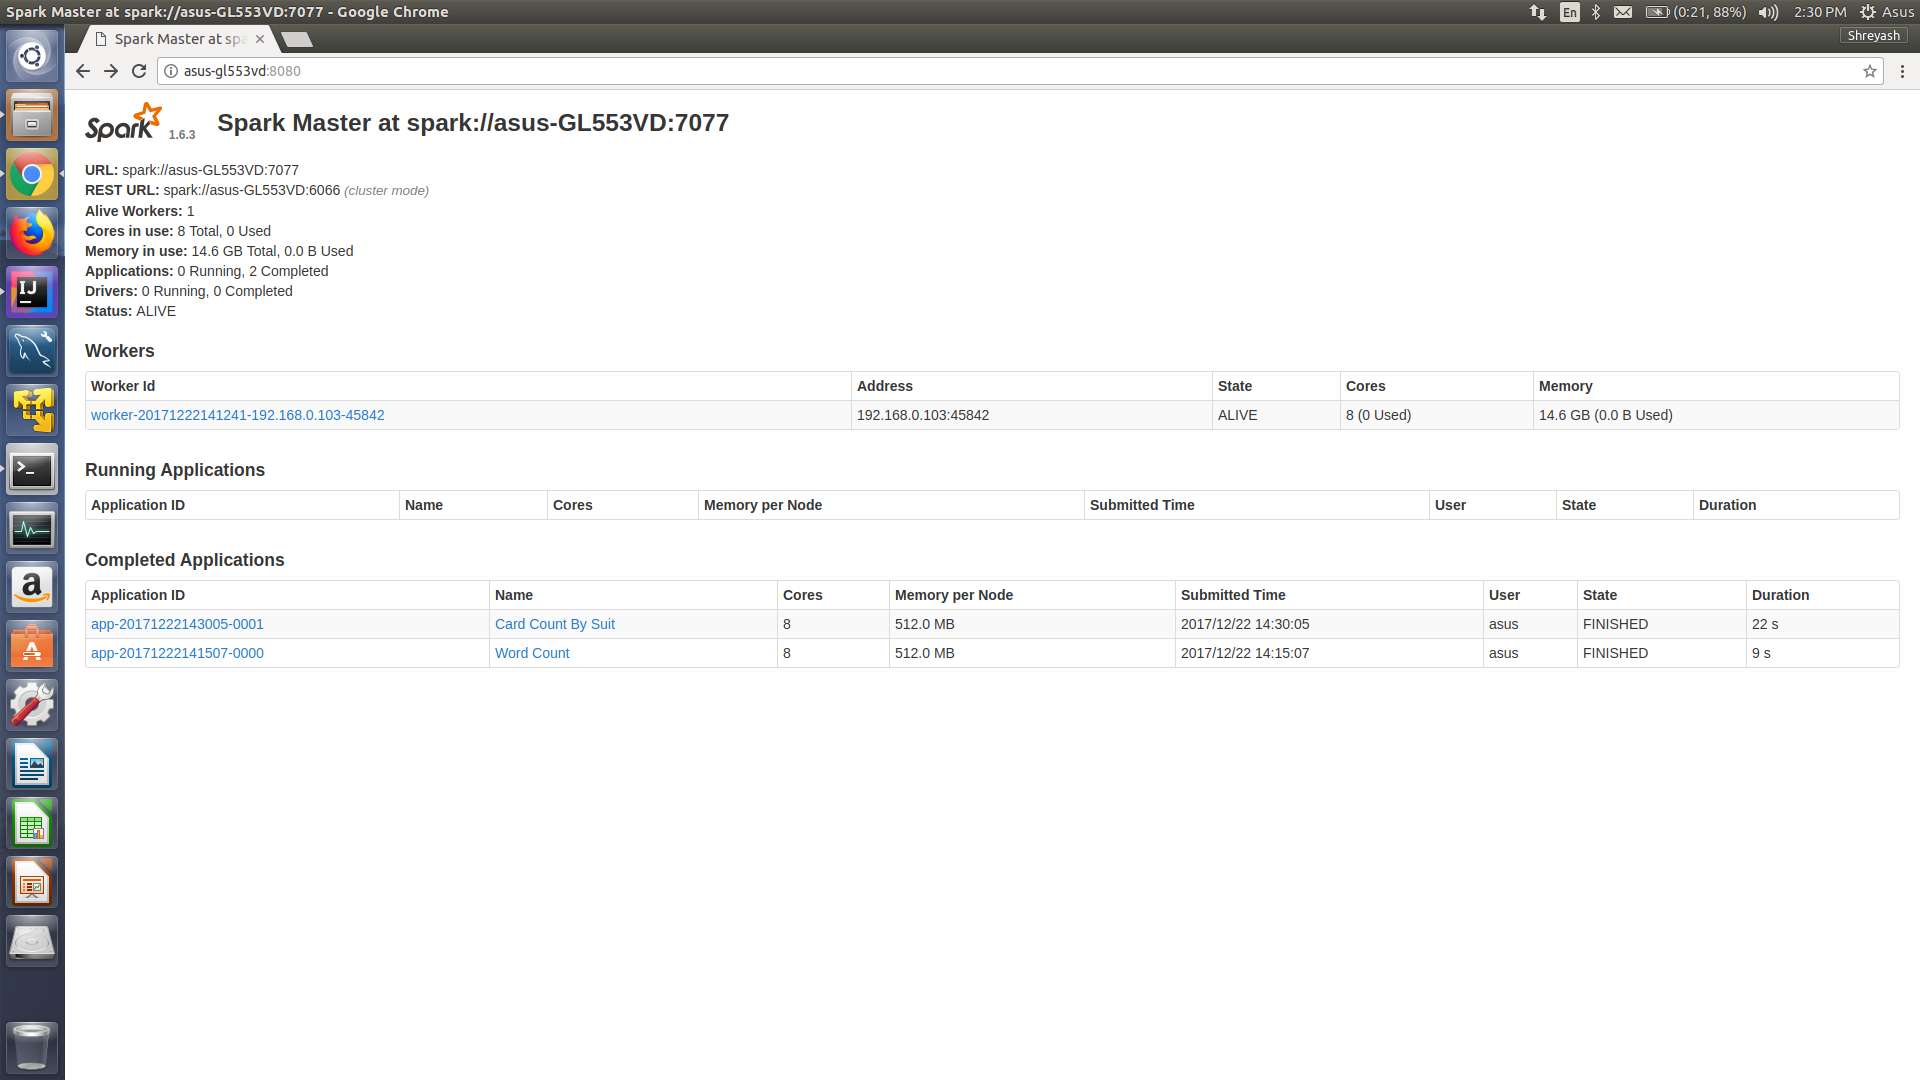 Spark Master at spark://asus-GL553VD:7077 - Google Chrome
En (0:21, 88%) 2:30 PM Asus
Spark Master at spa
Shreyash
asus-gl553vd:8080
Spark 1.6.3 Spark Master at spark://asus-GL553VD:7077
URL: spark://asus-GL553VD:7077
REST URL: spark://asus-GL553VD:6066 (cluster mode)
Alive Workers: 1
Cores in use: 8 Total, 0 Used
Memory in use: 14.6 GB Total, 0.0 B Used
Applications: 0 Running, 2 Completed
Drivers: 0 Running, 0 Completed
Status: ALIVE
Workers
Worker Id Address State Cores Memory
worker-20171222141241-192.168.0.103-45842 192.168.0.103:45842 ALIVE 8 (0 Used) 14.6 GB (0.0 B Used)
Running Applications
Application ID Name Cores Memory per Node Submitted Time User State Duration
Completed Applications
Application ID Name Cores Memory per Node Submitted Time User State Duration
app-20171222143005-0001 Card Count By Suit 8 512.0 MB 2017/12/22 14:30:05 asus FINISHED 22 s
app-20171222141507-0000 Word Count 8 512.0 MB 2017/12/22 14:15:07 asus FINISHED 9 s
IJ
a